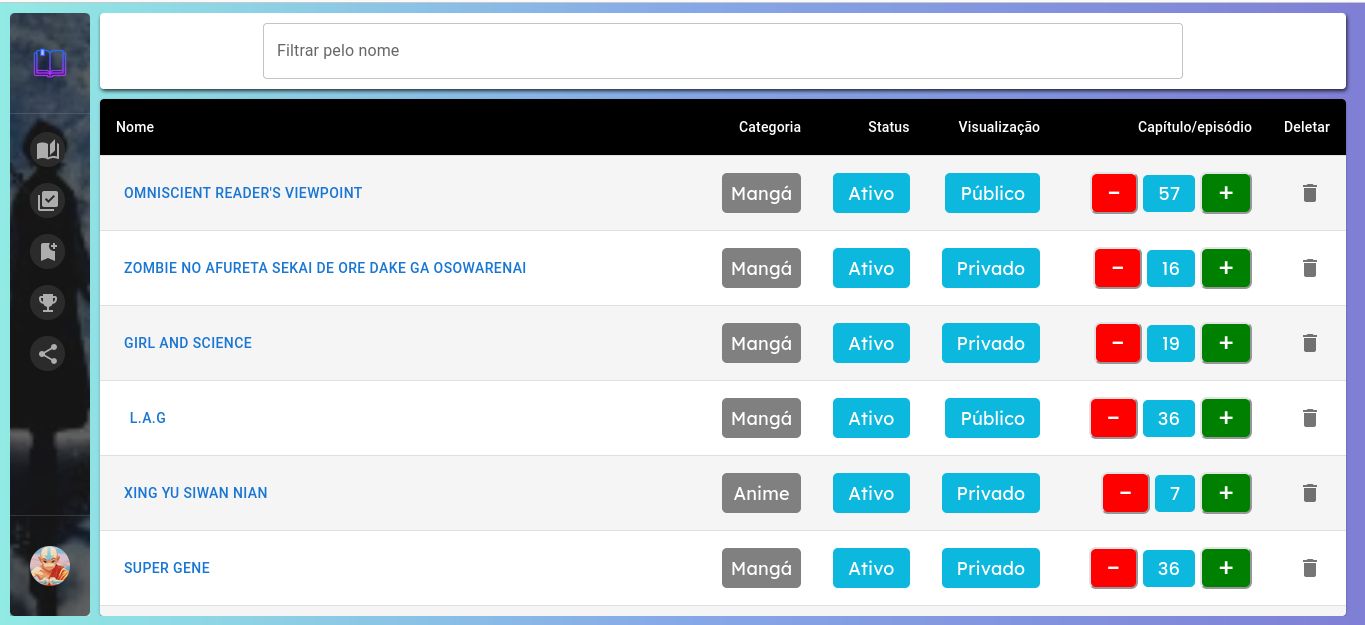 Filtrar pelo nome
Nome Categoria Status Visualização Capítulo/episódio Deletar
OMNISCIENT READER'S VIEWPOINT Mangá Ativo Público − 57 +
ZOMBIE NO AFURETA SEKAI DE ORE DAKE GA OSOWARENAI Mangá Ativo Privado − 16 +
GIRL AND SCIENCE Mangá Ativo Privado − 19 +
L.A.G Mangá Ativo Público − 36 +
XING YU SIWAN NIAN Anime Ativo Privado − 7 +
SUPER GENE Mangá Ativo Privado − 36 +